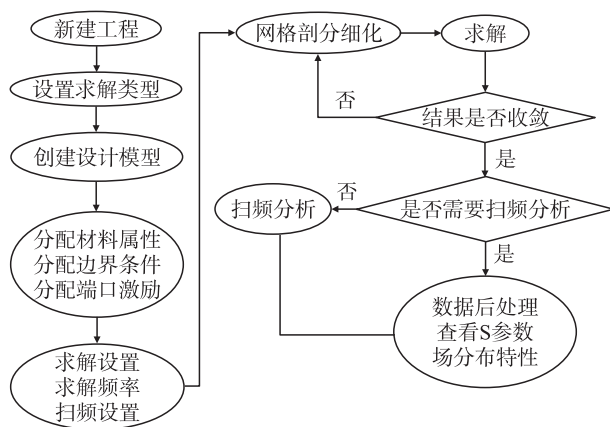 新建工程
设置求解类型
创建设计模型
分配材料属性
分配边界条件
分配端口激励
求解设置
求解频率
扫频设置
网格剖分细化
求解
否
结果是否收敛
是
扫频分析
否
是否需要扫频分析
是
数据后处理
查看S参数
场分布特性